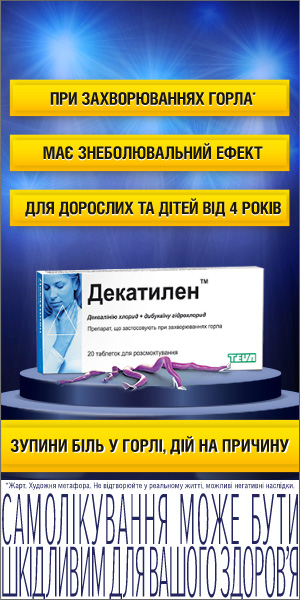 ПРИ ЗАХВОРЮВАННЯХ ГОРЛА*
МАЄ ЗНЕБОЛЮВАЛЬНИЙ ЕФЕКТ
ДЛЯ ДОРОСЛИХ ТА ДІТЕЙ ВІД 4 РОКІВ
Декатилен™
Деквалінію хлорид + дибукаїну гідрохлорид
Препарат, що застосовують при захворюваннях горла
20 таблеток для розсмоктування
TEVA
ЗУПИНИ БІЛЬ У ГОРЛІ, ДІЙ НА ПРИЧИНУ
*Жарт. Художня метафора. Не відтворюйте у реальному житті, можливі негативні наслідки.
САМОЛІКУВАННЯ МОЖЕ БУТИ
ШКІДЛИВИМ ДЛЯ ВАШОГО ЗДОРОВ'Я